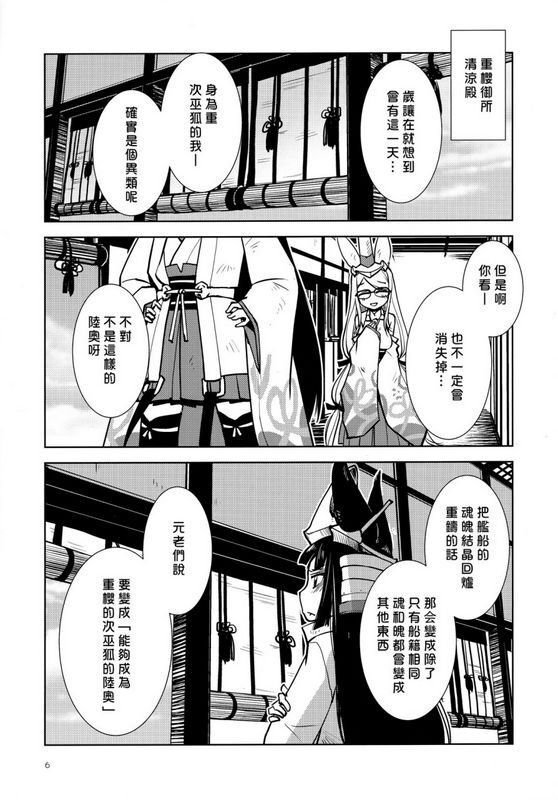 重櫻御所
清涼殿
歲讓在就想到
會有這一天…
身為重
次巫狐的我—
確實是個異類呢
但是啊
你看—
也不一定會
消失掉…
不對
不是這樣的
陸奧呀
把艦船的
魂魄結晶回爐
重鑄的話
那会變成除了
只有船籍相同
魂和魄都會變成
其他東西
元老們說
要變成「能夠成為
重櫻的次巫狐的陸奧」
6